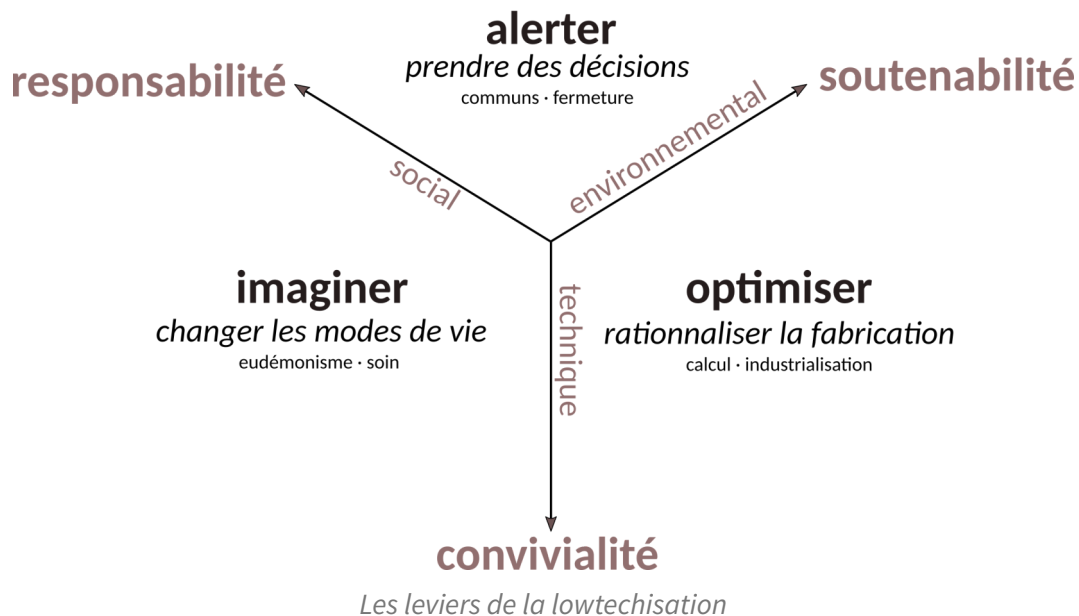 alerter
prendre des décisions
communs · fermeture
responsabilité
soutenabilité
social
environnemental
imaginer
changer les modes de vie
eudémonisme · soin
technique
optimiser
rationnaliser la fabrication
calcul · industrialisation
convivialité
Les leviers de la lowtechisation